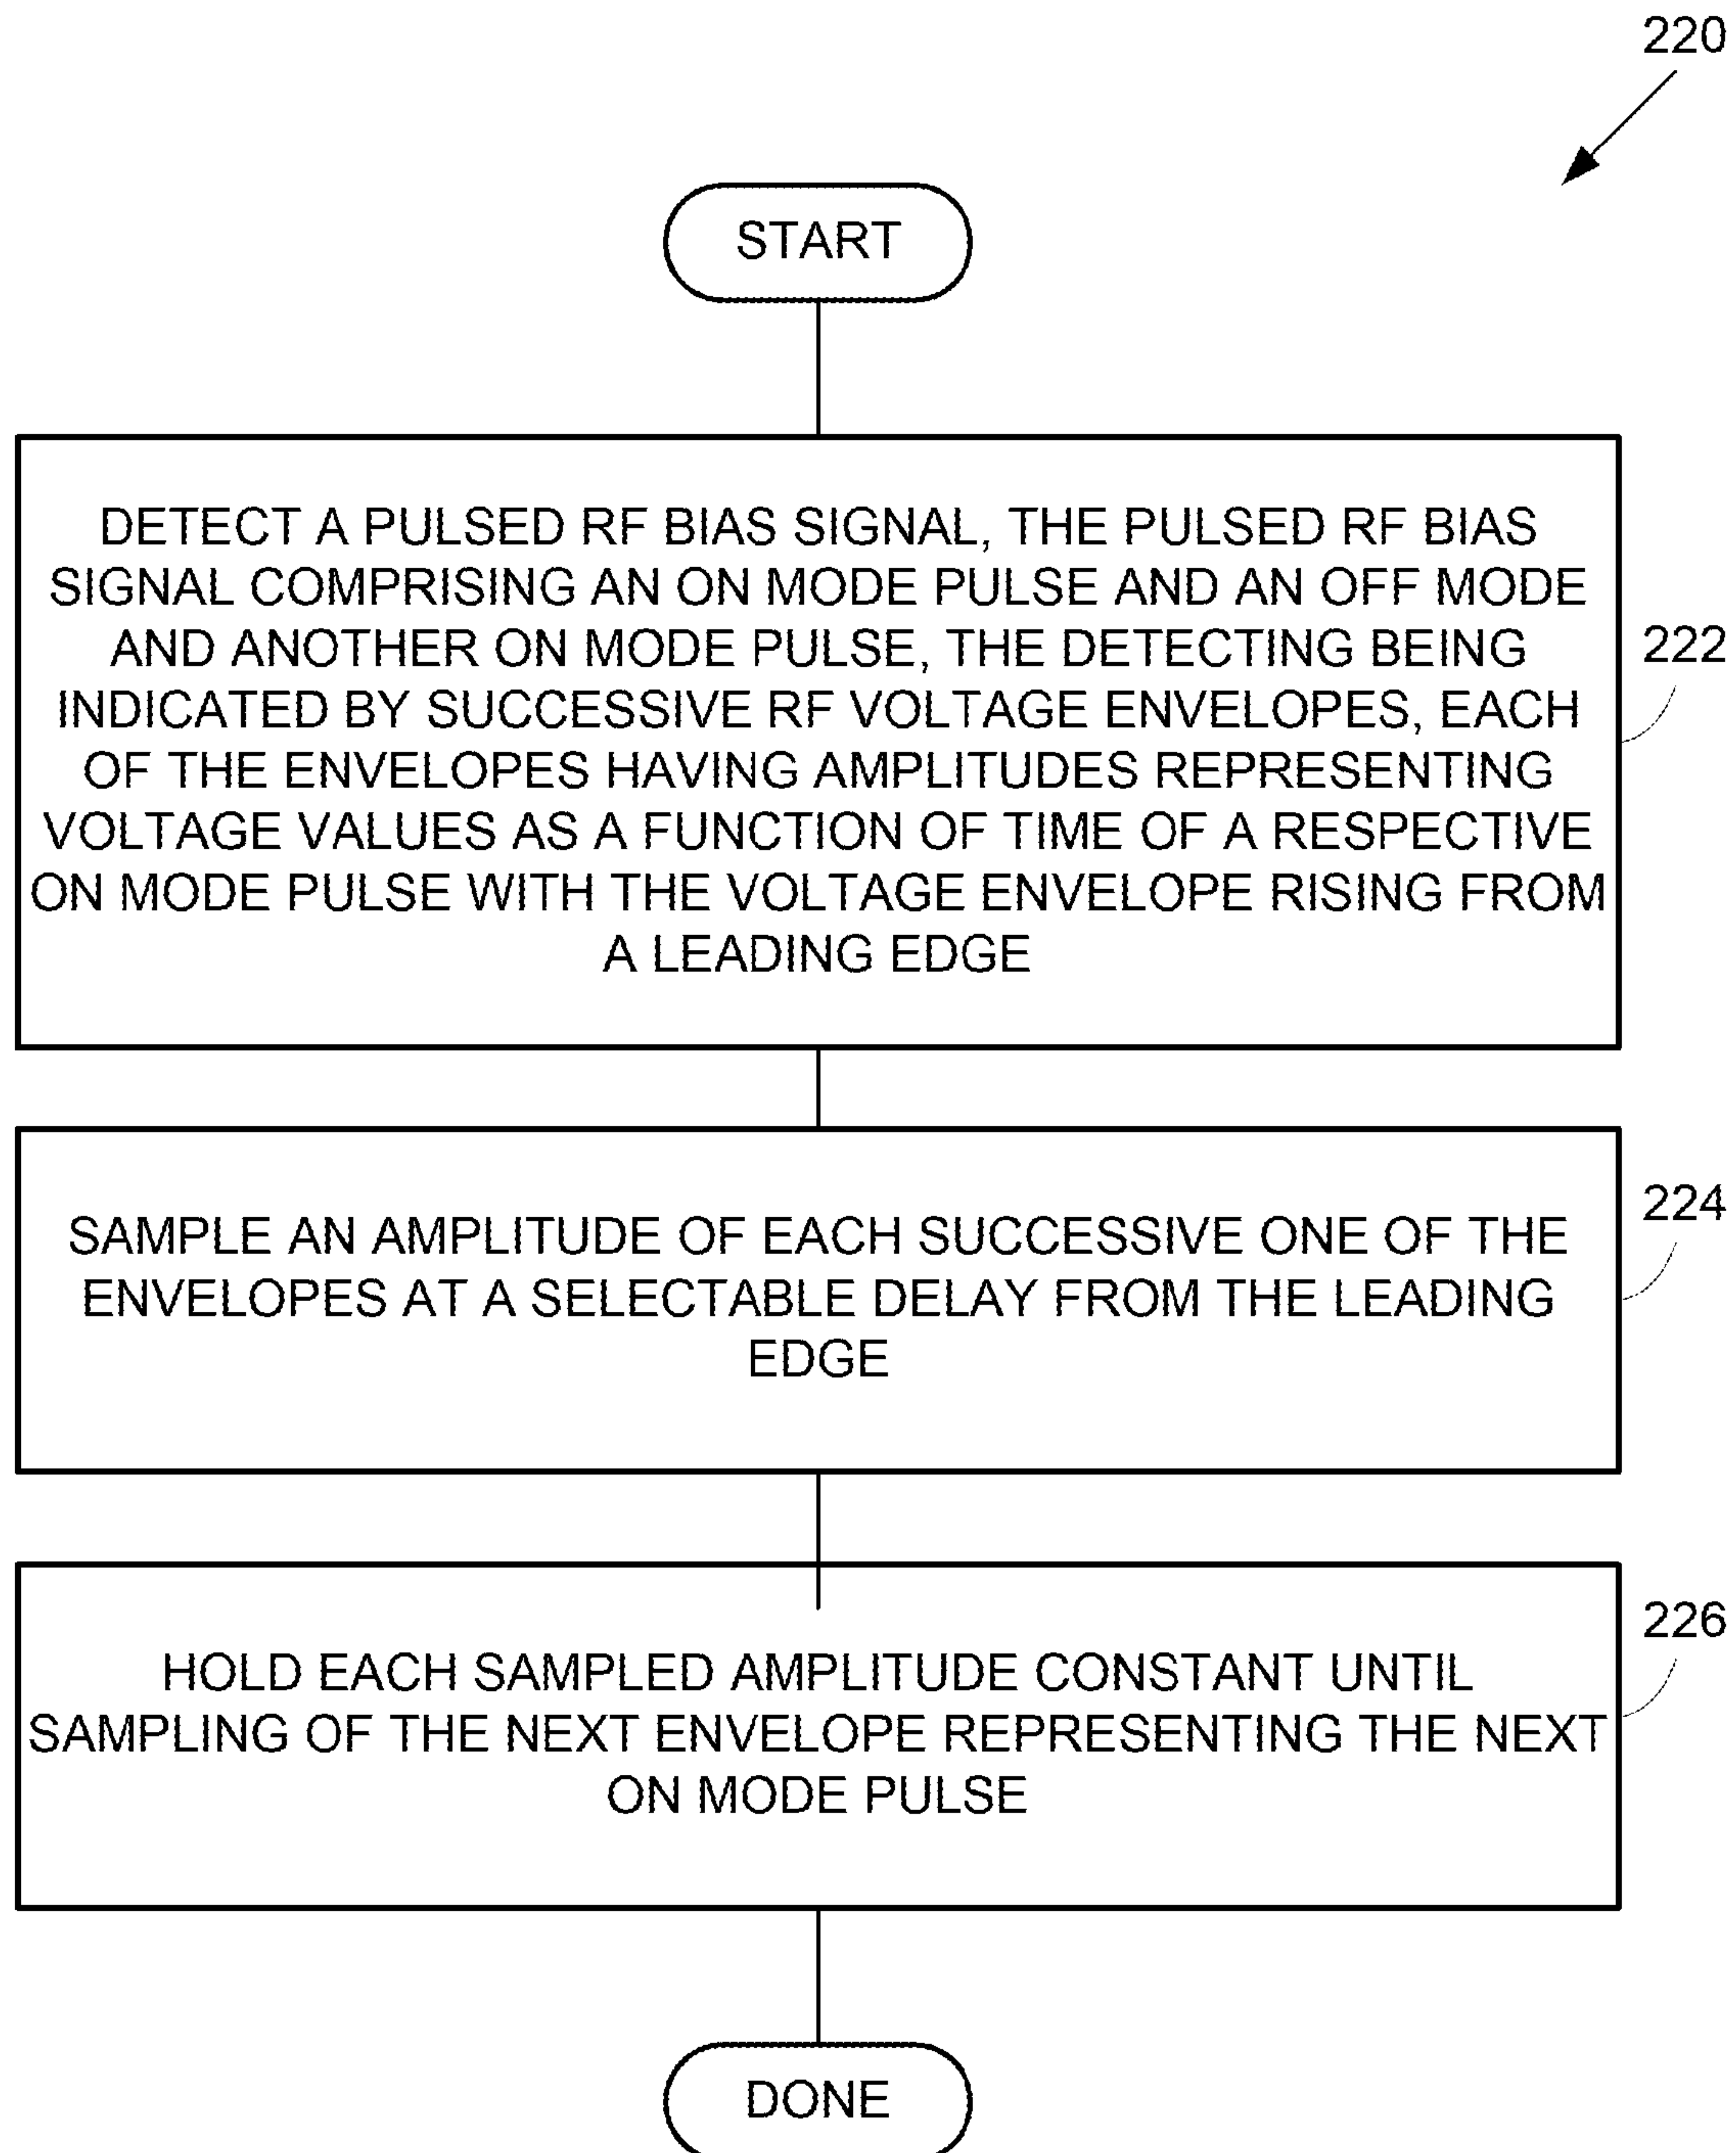 220
START
DETECT A PULSED RF BIAS SIGNAL, THE PULSED RF BIAS
SIGNAL COMPRISING AN ON MODE PULSE AND AN OFF MODE
AND ANOTHER ON MODE PULSE, THE DETECTING BEING
INDICATED BY SUCCESSIVE RF VOLTAGE ENVELOPES, EACH
OF THE ENVELOPES HAVING AMPLITUDES REPRESENTING
VOLTAGE VALUES AS A FUNCTION OF TIME OF A RESPECTIVE
ON MODE PULSE WITH THE VOLTAGE ENVELOPE RISING FROM
A LEADING EDGE
222
SAMPLE AN AMPLITUDE OF EACH SUCCESSIVE ONE OF THE
ENVELOPES AT A SELECTABLE DELAY FROM THE LEADING
EDGE
224
HOLD EACH SAMPLED AMPLITUDE CONSTANT UNTIL
SAMPLING OF THE NEXT ENVELOPE REPRESENTING THE NEXT
ON MODE PULSE
226
DONE